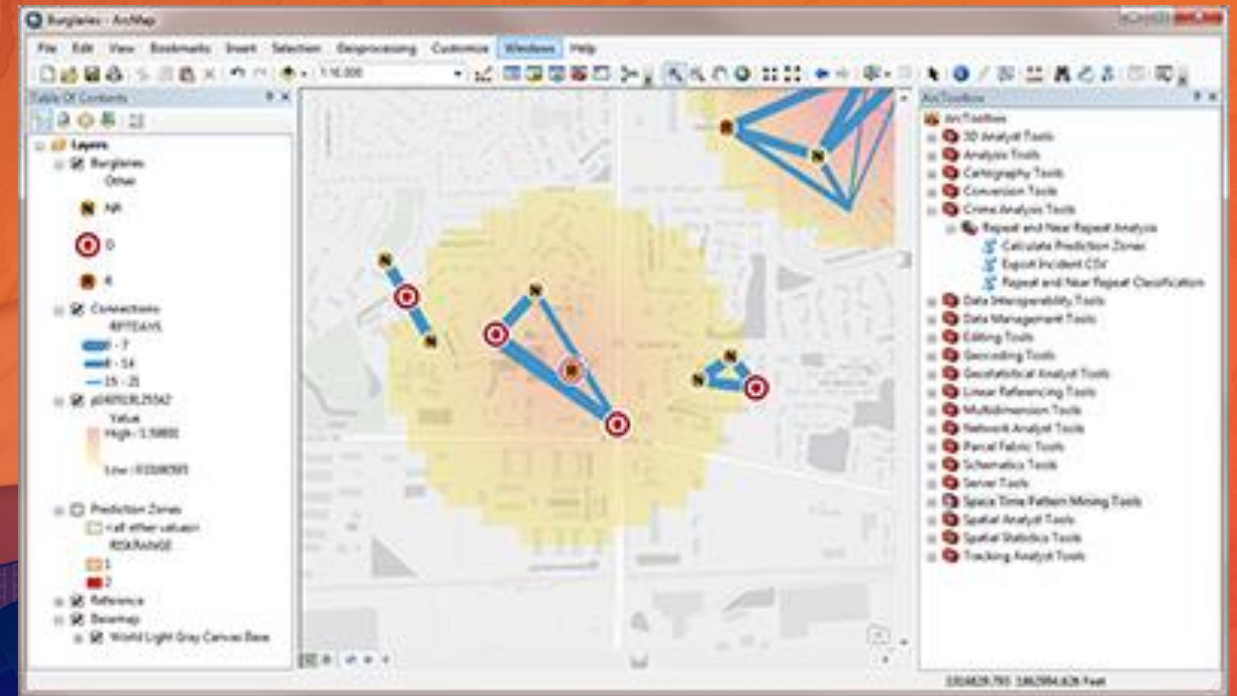 Burglaries - ArcMap
File Edit View Bookmarks Insert Selection Geoprocessing Customize Windows Help
Table Of Contents
Layers
Burglaries
Other
NR
O
R
Connections
15 - 21
Value
Prediction Zones
<all other values>
RISKRANGE
1
2
Reference
Basemap
World Light Gray Canvas Base
N
O
N
N
O
R
O
N
N
O
R
N
ArcToolbox
ArcToolbox
3D Analyst Tools
Analysis Tools
Cartography Tools
Conversion Tools
Crime Analysis Tools
Repeat and Near Repeat Analysis
Calculate Prediction Zones
Export Incident CSV
Repeat and Near Repeat Classification
Data Interoperability Tools
Data Management Tools
Editing Tools
Geocoding Tools
Geostatistical Analyst Tools
Linear Referencing Tools
Multidimension Tools
Network Analyst Tools
Parcel Fabric Tools
Schematics Tools
Server Tools
Space Time Pattern Mining Tools
Spatial Analyst Tools
Spatial Statistics Tools
Tracking Analyst Tools
Feet